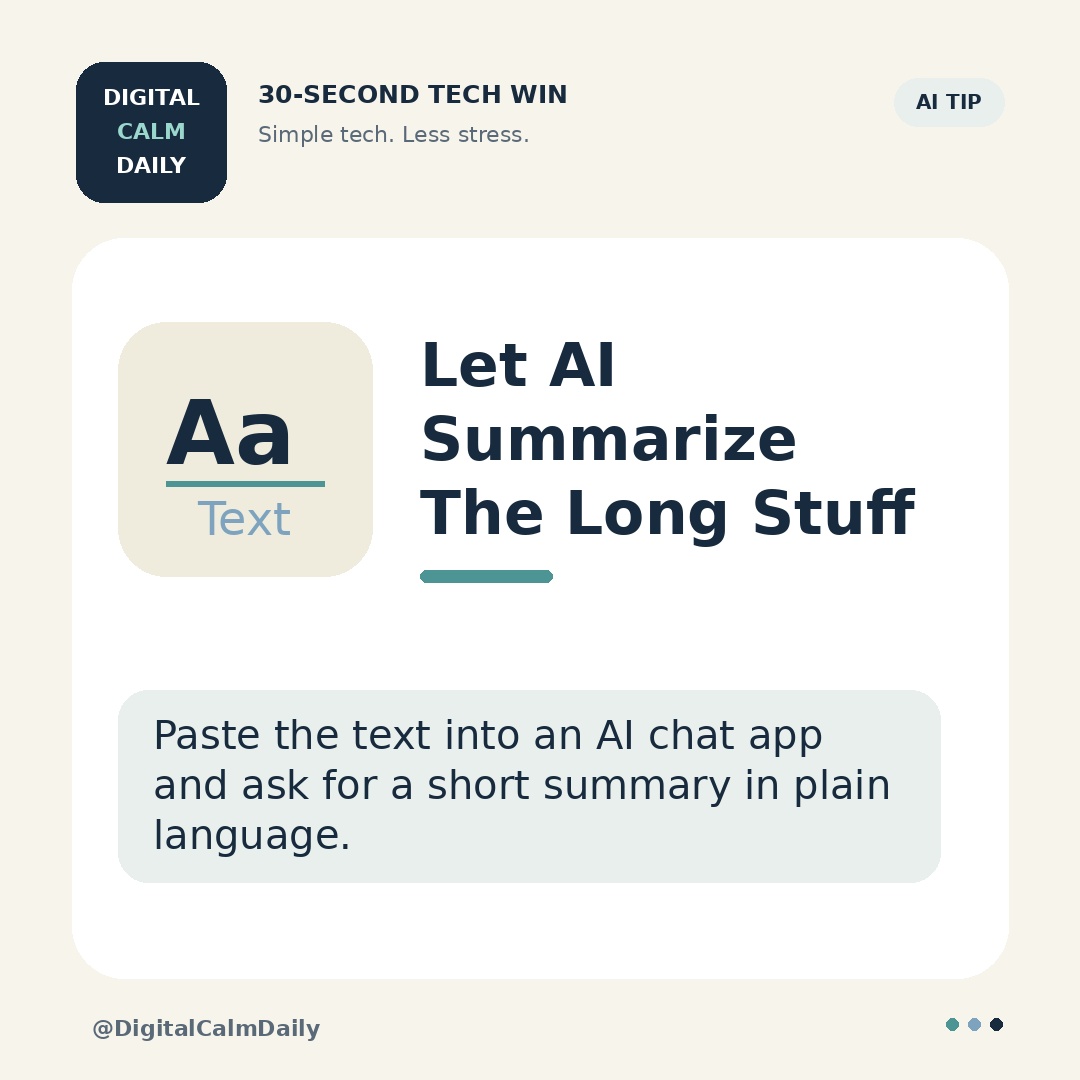 DIGITAL
CALM
DAILY
30-SECOND TECH WIN
Simple tech. Less stress.
AI TIP
Aa
Text
Let AI
Summarize
The Long Stuff
Paste the text into an AI chat app
and ask for a short summary in plain
language.
@DigitalCalmDaily